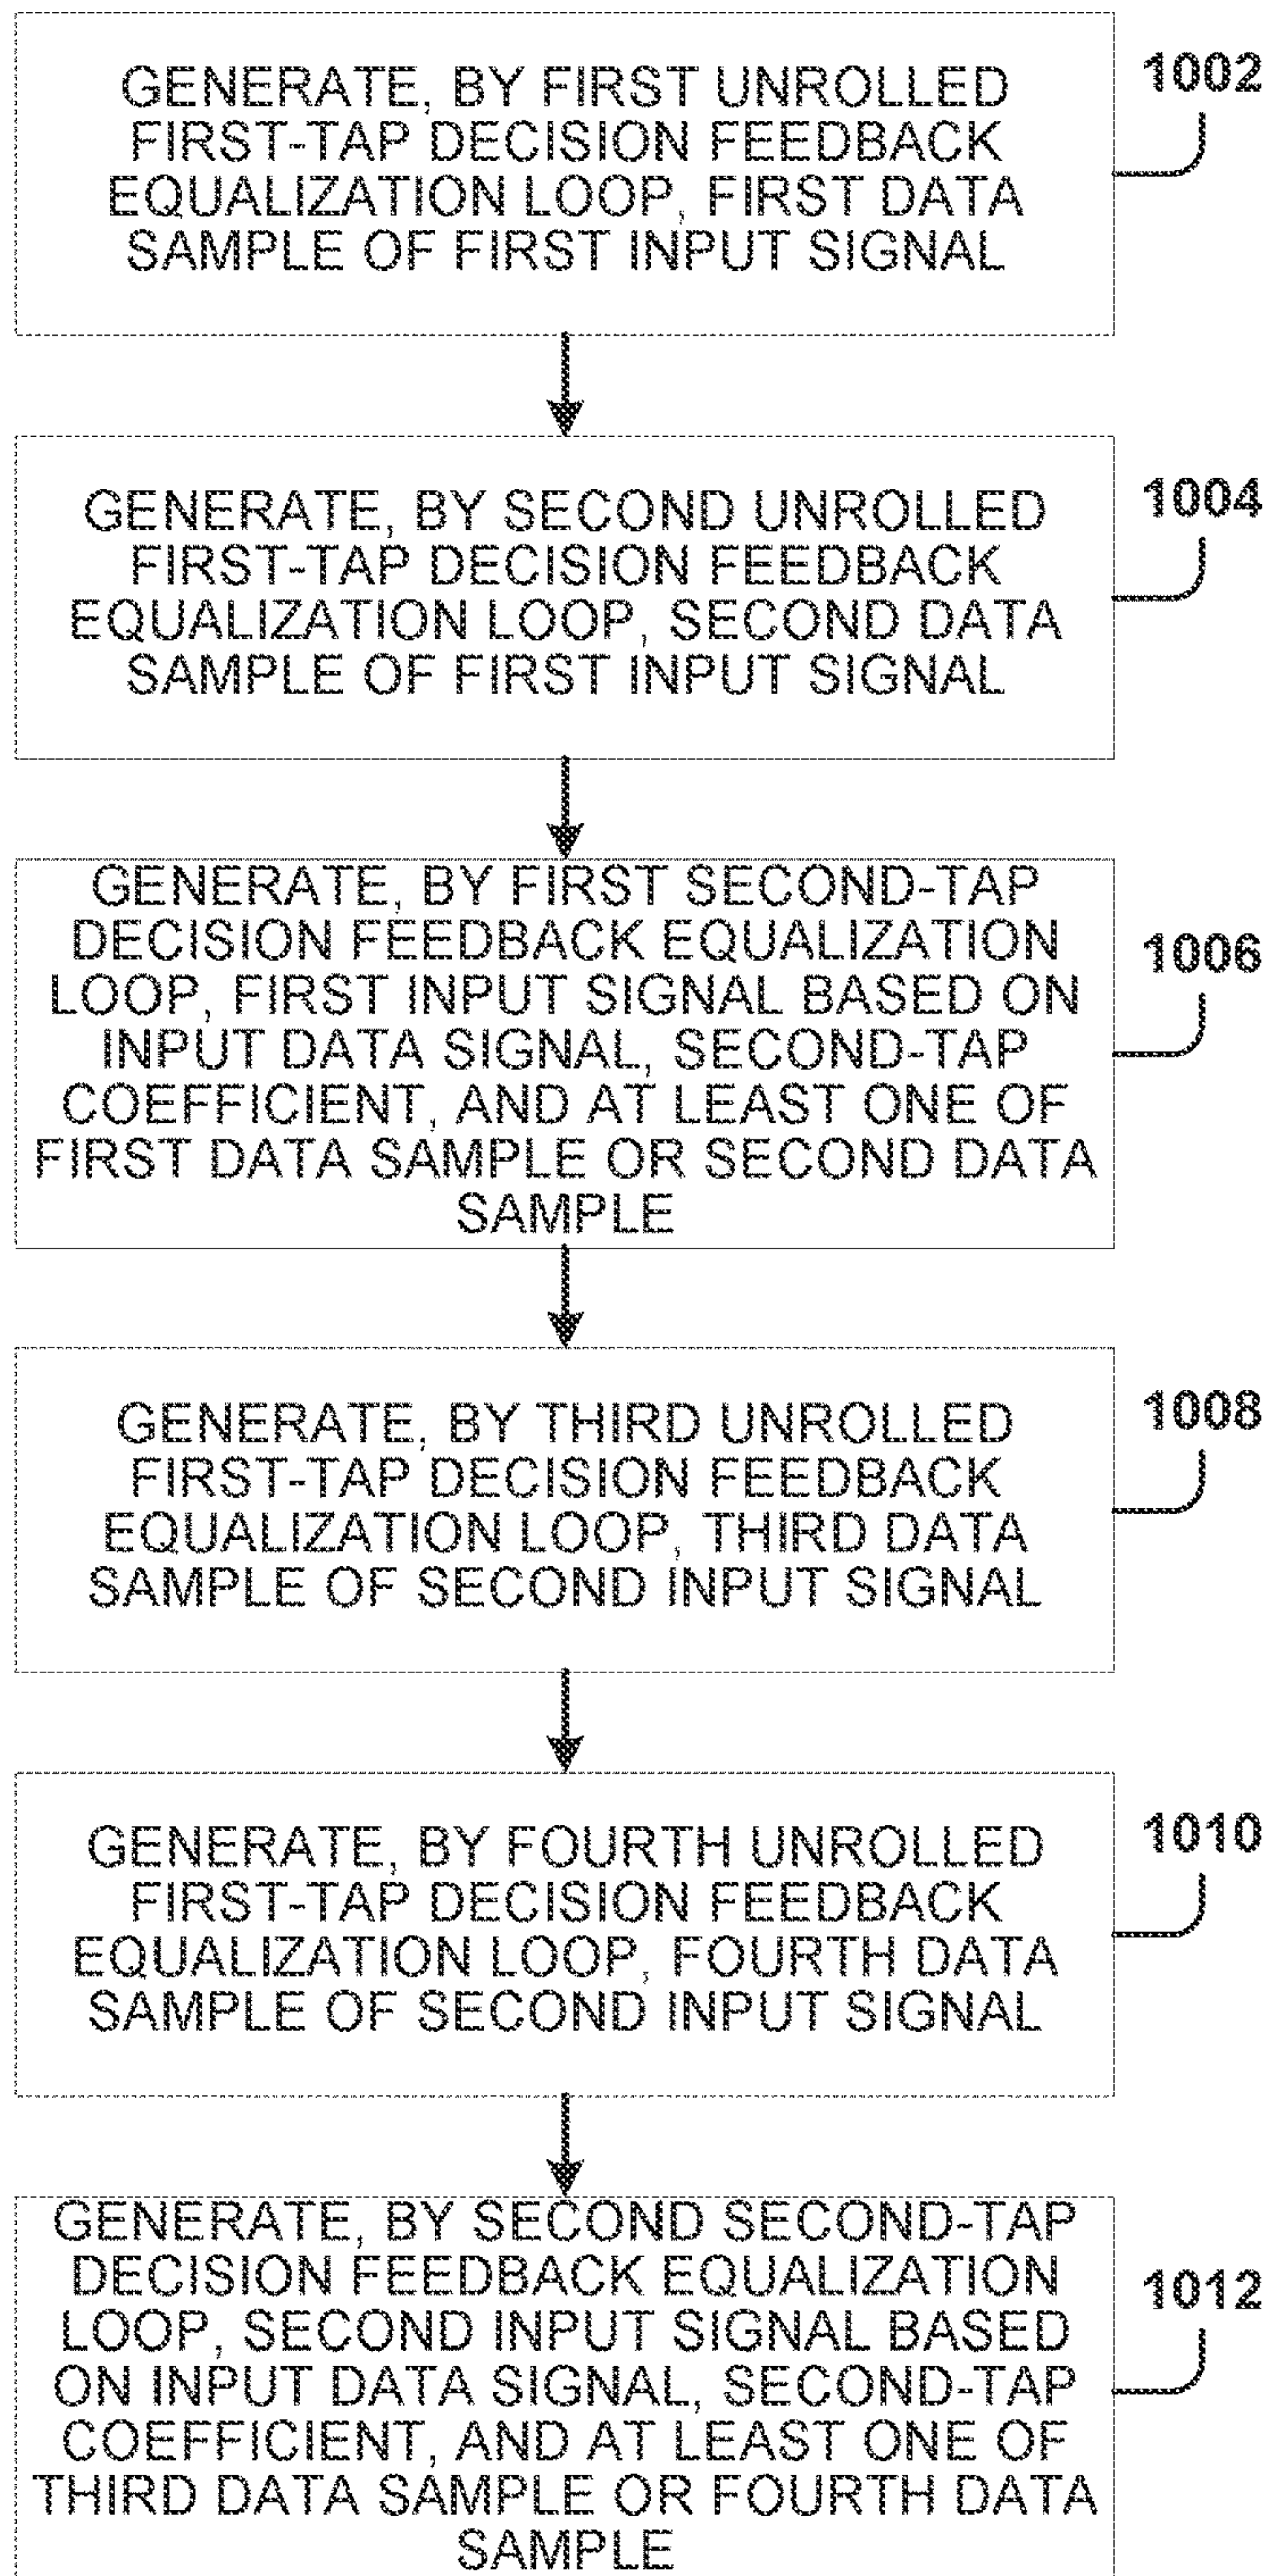 GENERATE, BY FIRST UNROLLED
FIRST-TAP DECISION FEEDBACK
EQUALIZATION LOOP, FIRST DATA
SAMPLE OF FIRST INPUT SIGNAL
1002
GENERATE, BY SECOND UNROLLED
FIRST-TAP DECISION FEEDBACK
EQUALIZATION LOOP, SECOND DATA
SAMPLE OF FIRST INPUT SIGNAL
1004
GENERATE, BY FIRST SECOND-TAP
DECISION FEEDBACK EQUALIZATION
LOOP, FIRST INPUT SIGNAL BASED ON
INPUT DATA SIGNAL, SECOND-TAP
COEFFICIENT, AND AT LEAST ONE OF
FIRST DATA SAMPLE OR SECOND DATA
SAMPLE
1006
GENERATE, BY THIRD UNROLLED
FIRST-TAP DECISION FEEDBACK
EQUALIZATION LOOP, THIRD DATA
SAMPLE OF SECOND INPUT SIGNAL
1008
GENERATE, BY FOURTH UNROLLED
FIRST-TAP DECISION FEEDBACK
EQUALIZATION LOOP, FOURTH DATA
SAMPLE OF SECOND INPUT SIGNAL
1010
GENERATE, BY SECOND SECOND-TAP
DECISION FEEDBACK EQUALIZATION
LOOP, SECOND INPUT SIGNAL BASED
ON INPUT DATA SIGNAL, SECOND-TAP
COEFFICIENT, AND AT LEAST ONE OF
THIRD DATA SAMPLE OR FOURTH DATA
SAMPLE
1012